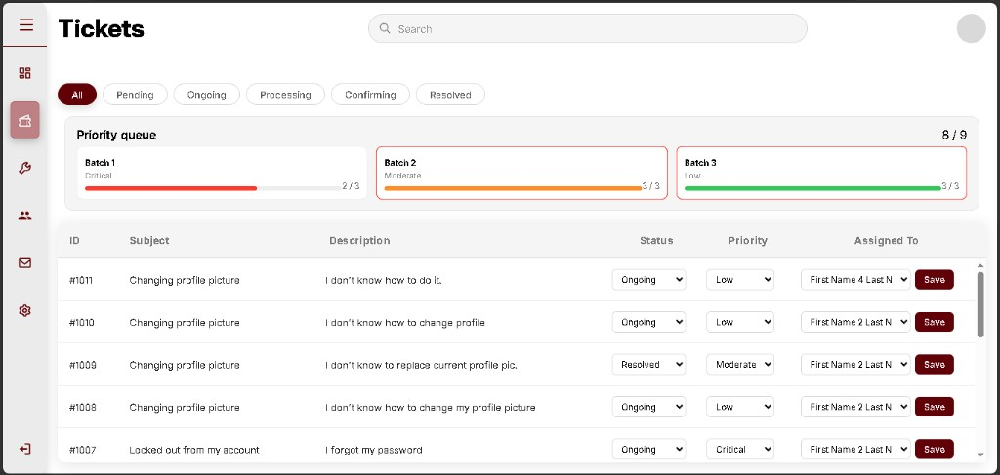 Tickets
Search
All Pending Ongoing Processing Confirming Resolved
Priority queue 8 / 9
Batch 1 Batch 2 Batch 3
Critical Moderate Low
2 / 3 3 / 3 3 / 3
ID Subject Description Status Priority Assigned To
#1011 Changing profile picture I don't know how to do it. Ongoing Low First Name 4 Last N Save
#1010 Changing profile picture I don't know how to change profile Ongoing Low First Name 2 Last N Save
#1009 Changing profile picture I don't know to replace current profile pic. Resolved Moderate First Name 2 Last N Save
#1008 Changing profile picture I don't know how to change my profile picture Ongoing Low First Name 2 Last N Save
#1007 Locked out from my account I forgot my password Ongoing Critical First Name 2 Last N Save